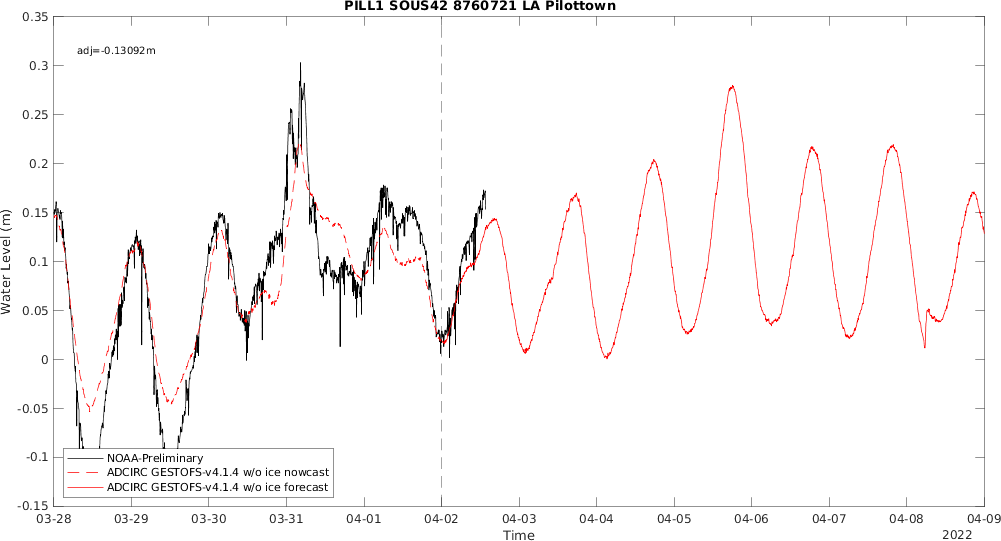 PILL1 SOUS42 8760721 LA Pilottown
adj=-0.13092m
Water Level (m)
0.35
0.3
0.25
0.2
0.15
0.1
0.05
0
-0.05
-0.1
-0.15
NOAA-Preliminary
ADCIRC GESTOFS-v4.1.4 w/o ice nowcast
ADCIRC GESTOFS-v4.1.4 w/o ice forecast
03-28 03-29 03-30 03-31 04-01 04-02 04-03 04-04 04-05 04-06 04-07 04-08 04-09
Time
2022